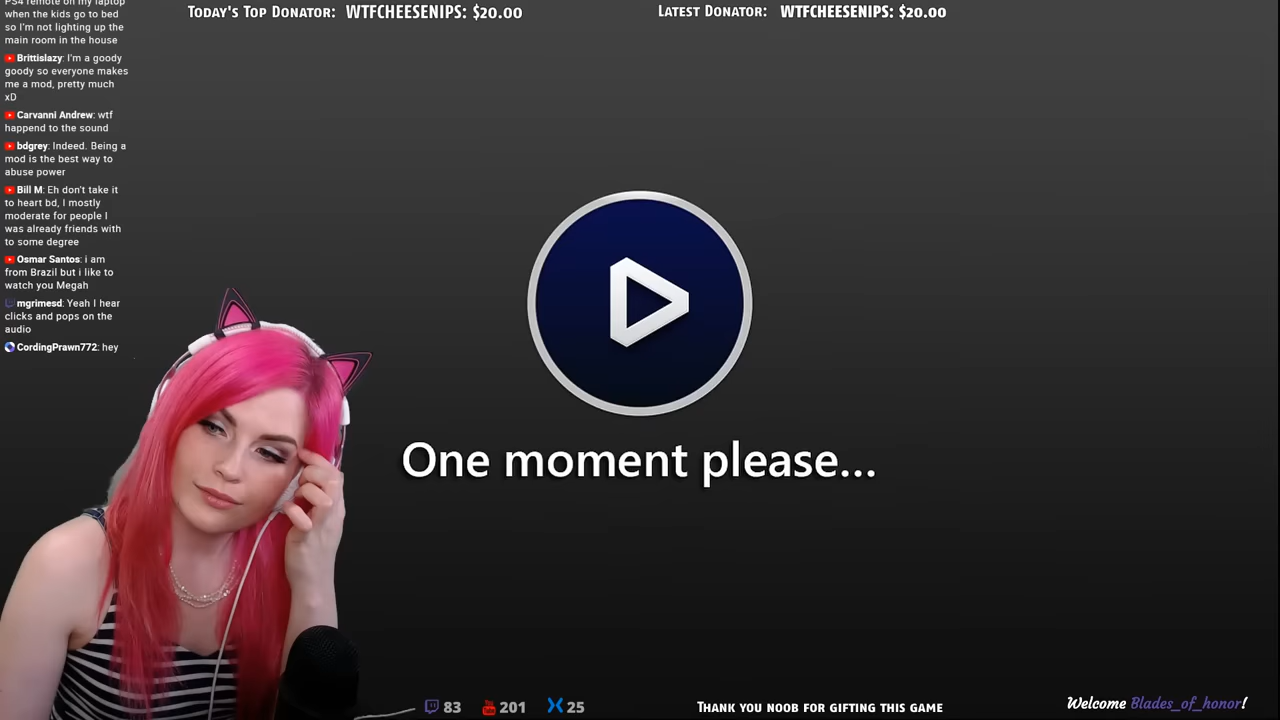 TODAY'S TOP DONATOR: WTFCHEESENIPS: $20.00
LATEST DONATOR: WTFCHEESENIPS: $20.00
PS4 remote on my laptop
when the kids go to bed
so I'm not lighting up the
main room in the house
Brittislazy: I'm a goody
goody so everyone makes
me a mod, pretty much
xD
Carvanni Andrew: wtf
happend to the sound
bdgrey: Indeed. Being a
mod is the best way to
abuse power
Bill M: Eh don't take it
to heart bd, I mostly
moderate for people I
was already friends with
to some degree
Osmar Santos: i am
from Brazil but i like to
watch you Megah
mgrimesd: Yeah I hear
clicks and pops on the
audio
CordingPrawn772: hey
One moment please...
83
201
25
THANK YOU NOOB FOR GIFTING THIS GAME
Welcome Blades_of_honor!